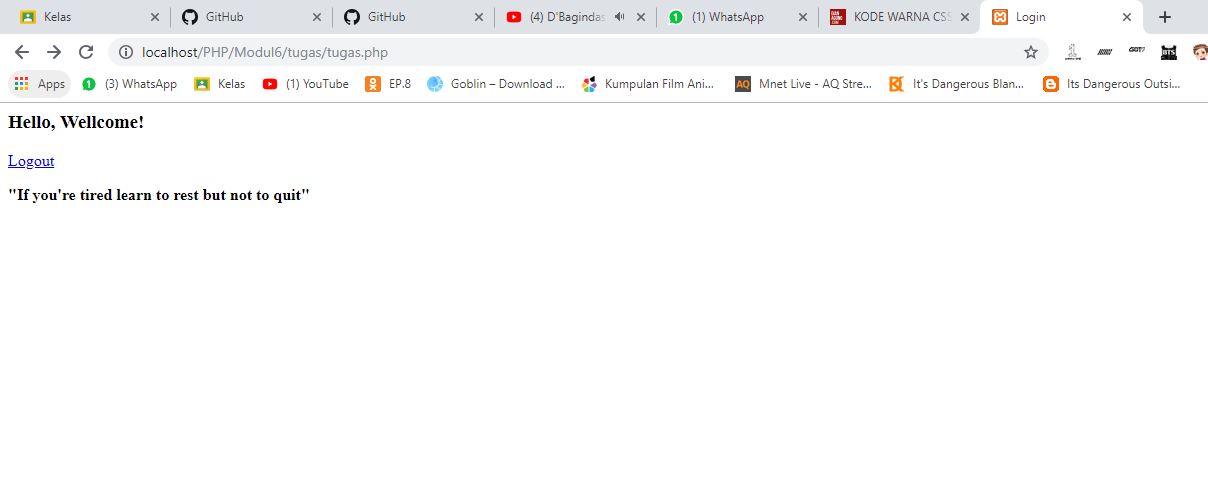 Kelas GitHub GitHub (4) D'Bagindas (1) WhatsApp KODE WARNA CSS Login
localhost/PHP/Modul6/tugas/tugas.php
Apps (3) WhatsApp Kelas (1) YouTube EP.8 Goblin – Download ... Kumpulan Film Ani... AQ Mnet Live - AQ Stre... It's Dangerous Blan... Its Dangerous Outsi...
Hello, Wellcome!
Logout
"If you're tired learn to rest but not to quit"